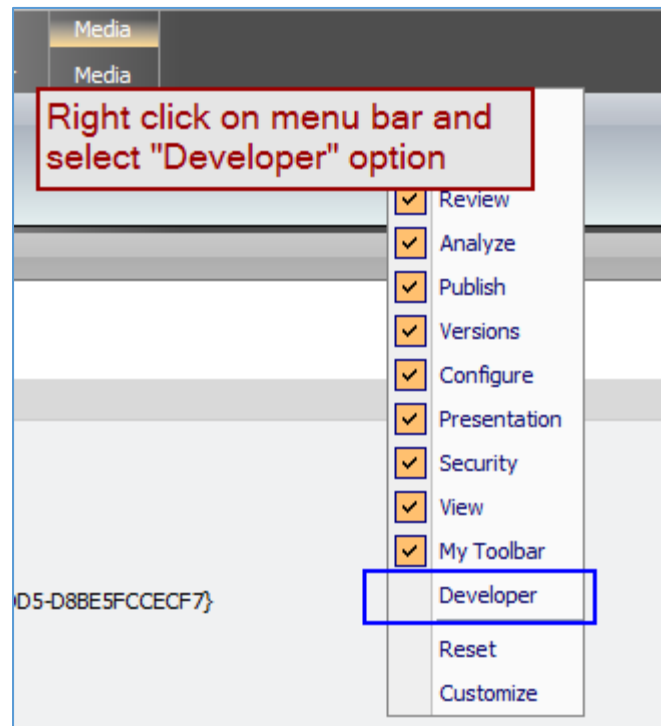 Media
Media
Right click on menu bar and
select "Developer" option
Review
Analyze
Publish
Versions
Configure
Presentation
Security
View
My Toolbar
D5-D8BE5FCCECF7}
Developer
Reset
Customize